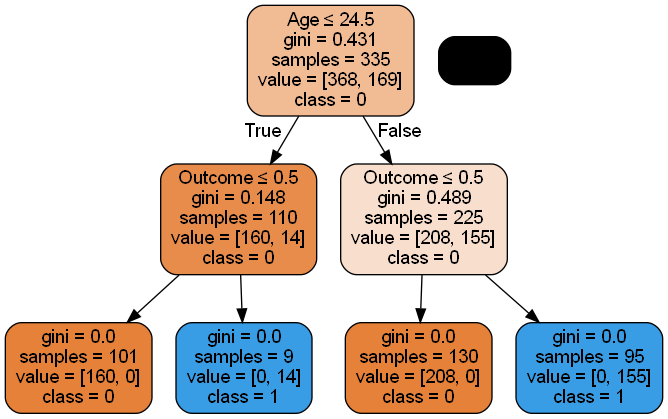 Age ≤ 24.5
gini = 0.431
samples = 335
value = [368, 169]
class = 0
True
False
Outcome ≤ 0.5
gini = 0.148
samples = 110
value = [160, 14]
class = 0
Outcome ≤ 0.5
gini = 0.489
samples = 225
value = [208, 155]
class = 0
gini = 0.0
samples = 101
value = [160, 0]
class = 0
gini = 0.0
samples = 9
value = [0, 14]
class = 1
gini = 0.0
samples = 130
value = [208, 0]
class = 0
gini = 0.0
samples = 95
value = [0, 155]
class = 1